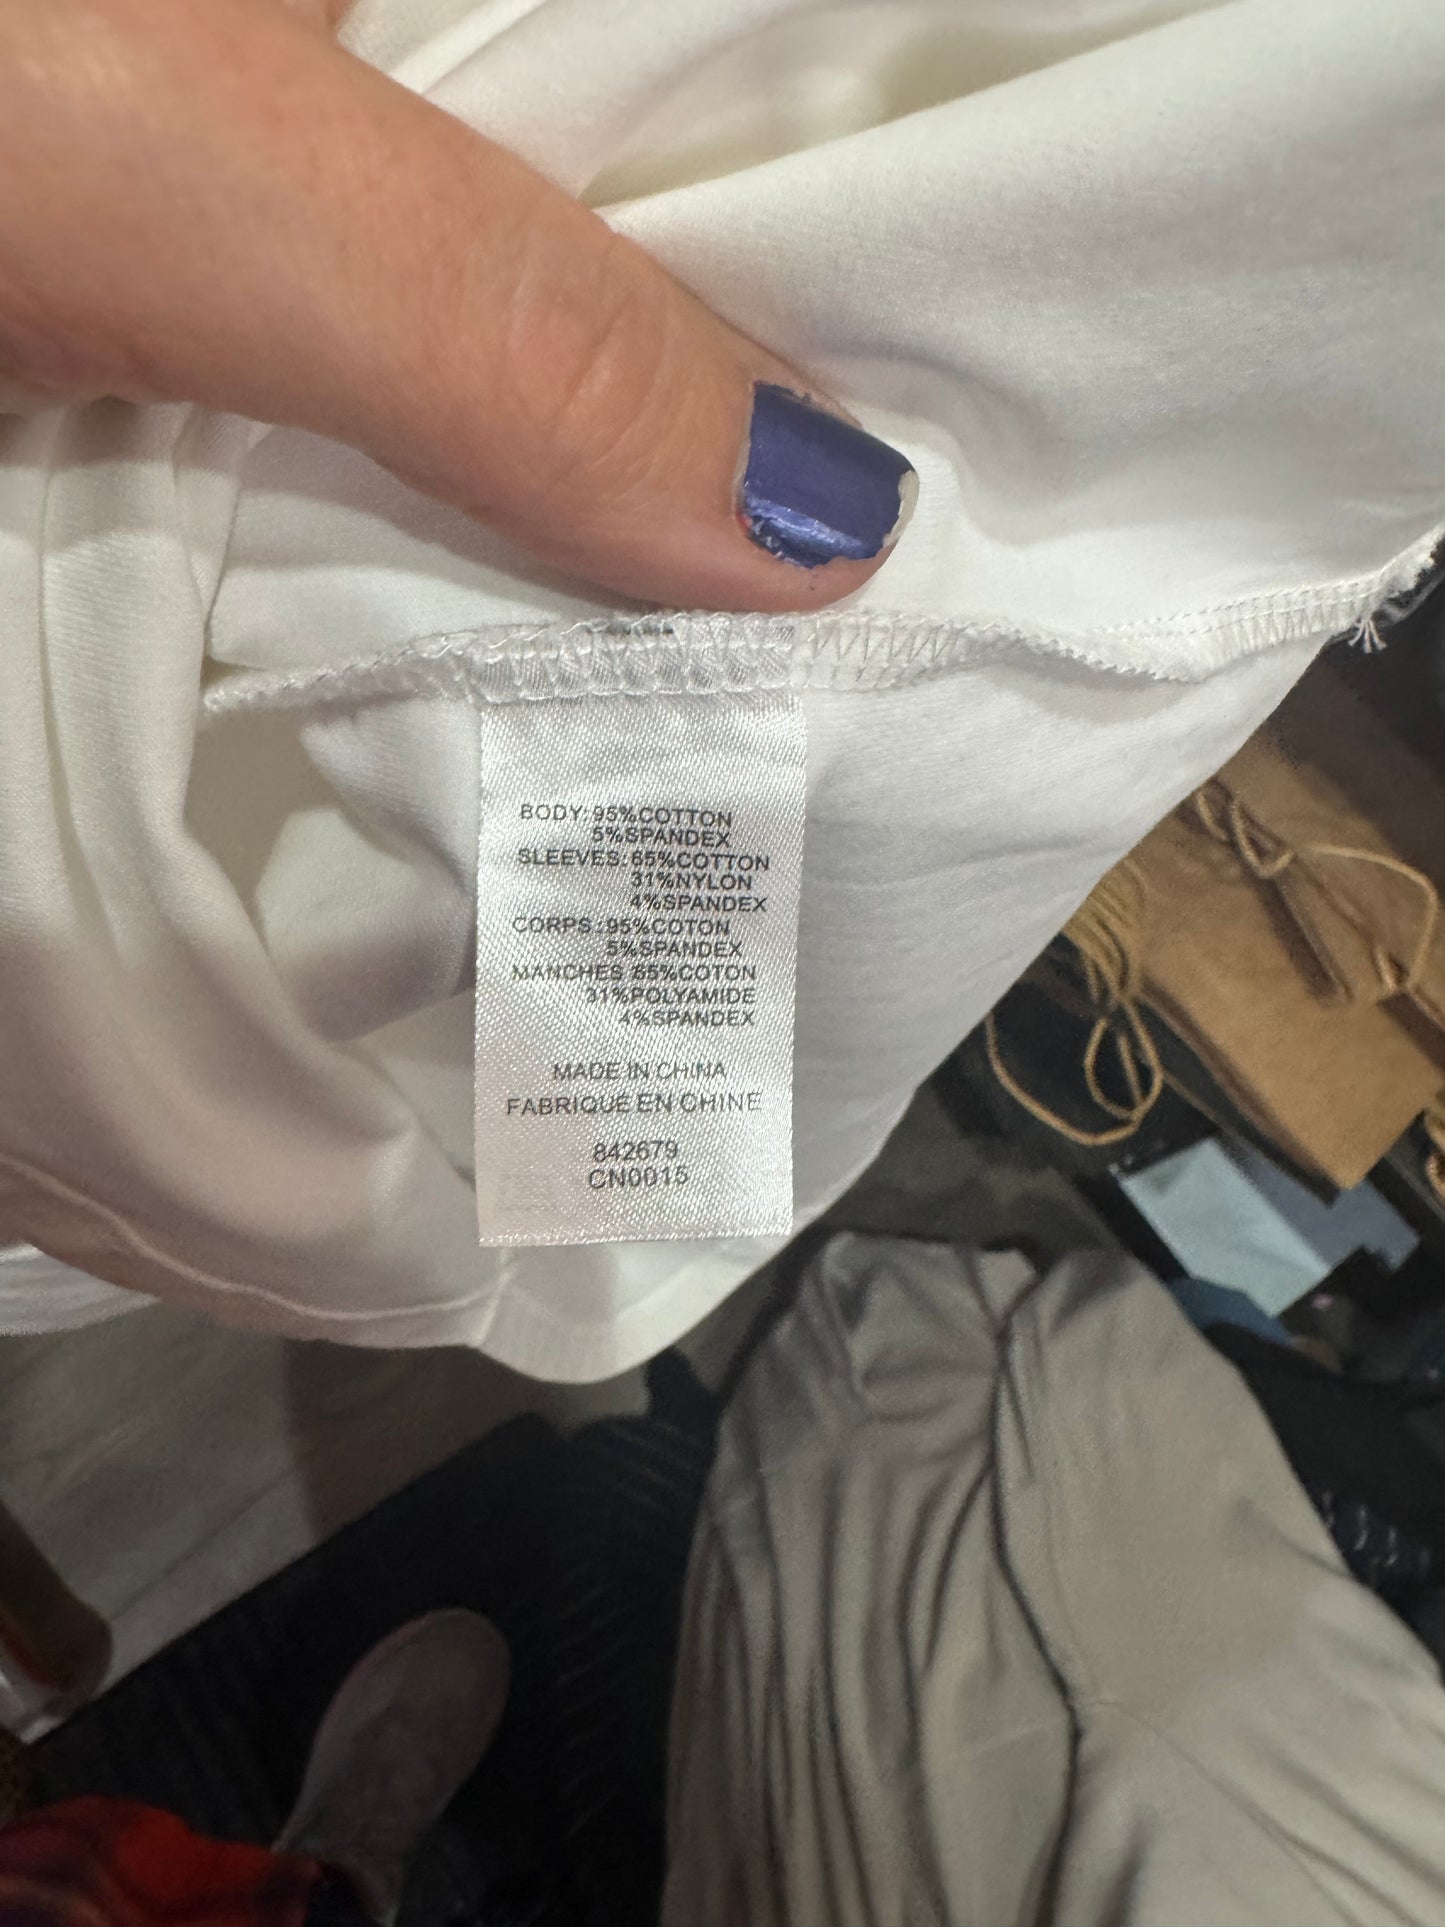 BODY: 95%COTTON
5%SPANDEX
SLEEVES: 65%COTTON
31%NYLON
4%SPANDEX
CORPS : 95%COTON
5%SPANDEX
MANCHES :65%COTON
31%POLYAMIDE
4%SPANDEX
MADE IN CHINA
FABRIQUE EN CHINE
842679
CN0015